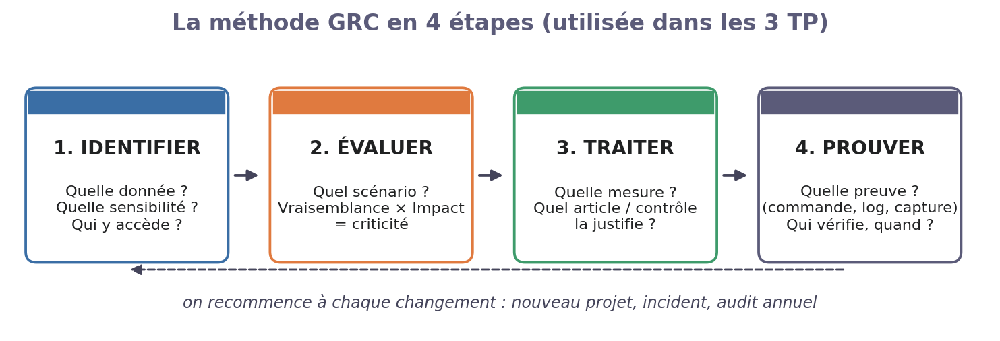 La méthode GRC en 4 étapes (utilisée dans les 3 TP)
1. IDENTIFIER
Quelle donnée ?
Quelle sensibilité ?
Qui y accède ?
2. ÉVALUER
Quel scénario ?
Vraisemblance × Impact
= criticité
3. TRAITER
Quelle mesure ?
Quel article / contrôle
la justifie ?
4. PROUVER
Quelle preuve ?
(commande, log, capture)
Qui vérifie, quand ?
on recommence à chaque changement : nouveau projet, incident, audit annuel